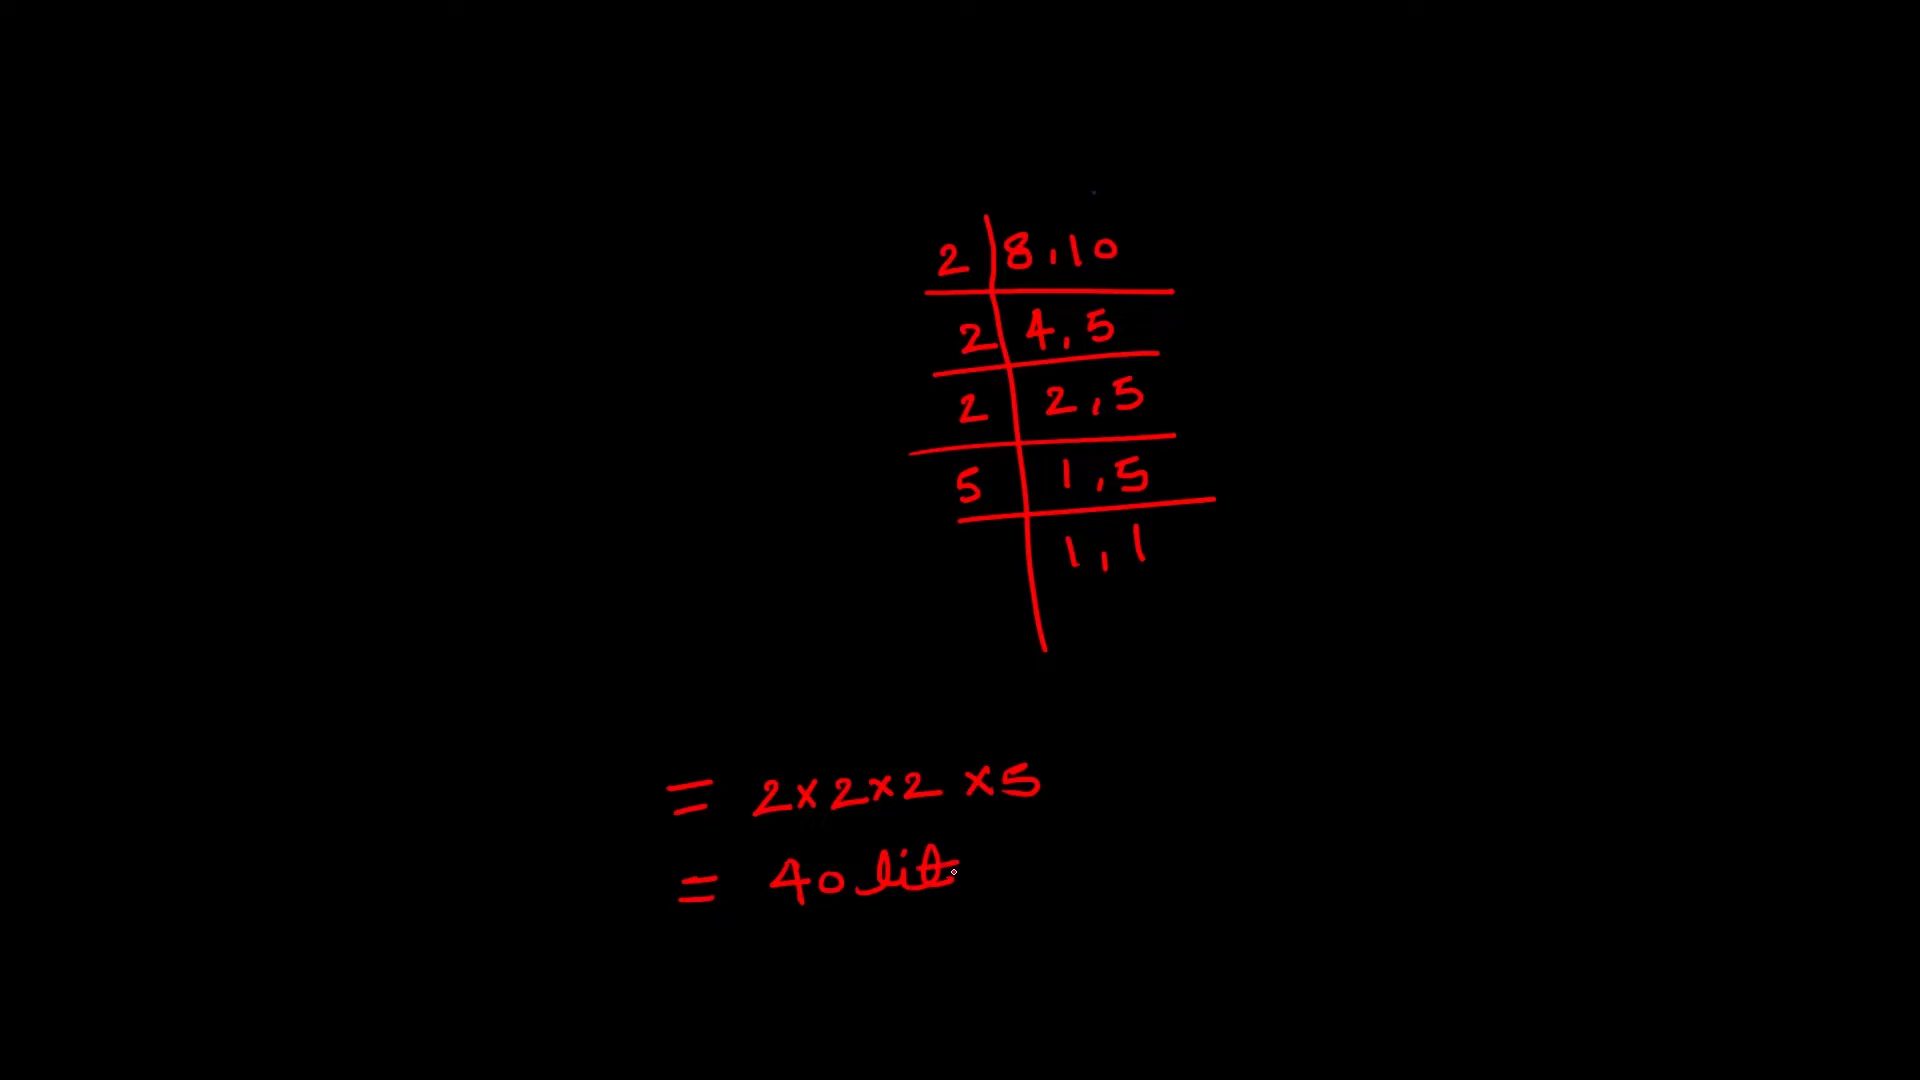 2 | 8,10
2 | 4,5
2 | 2,5
5 | 1,5
| 1,1
= 2×2×2×5
= 40 lit